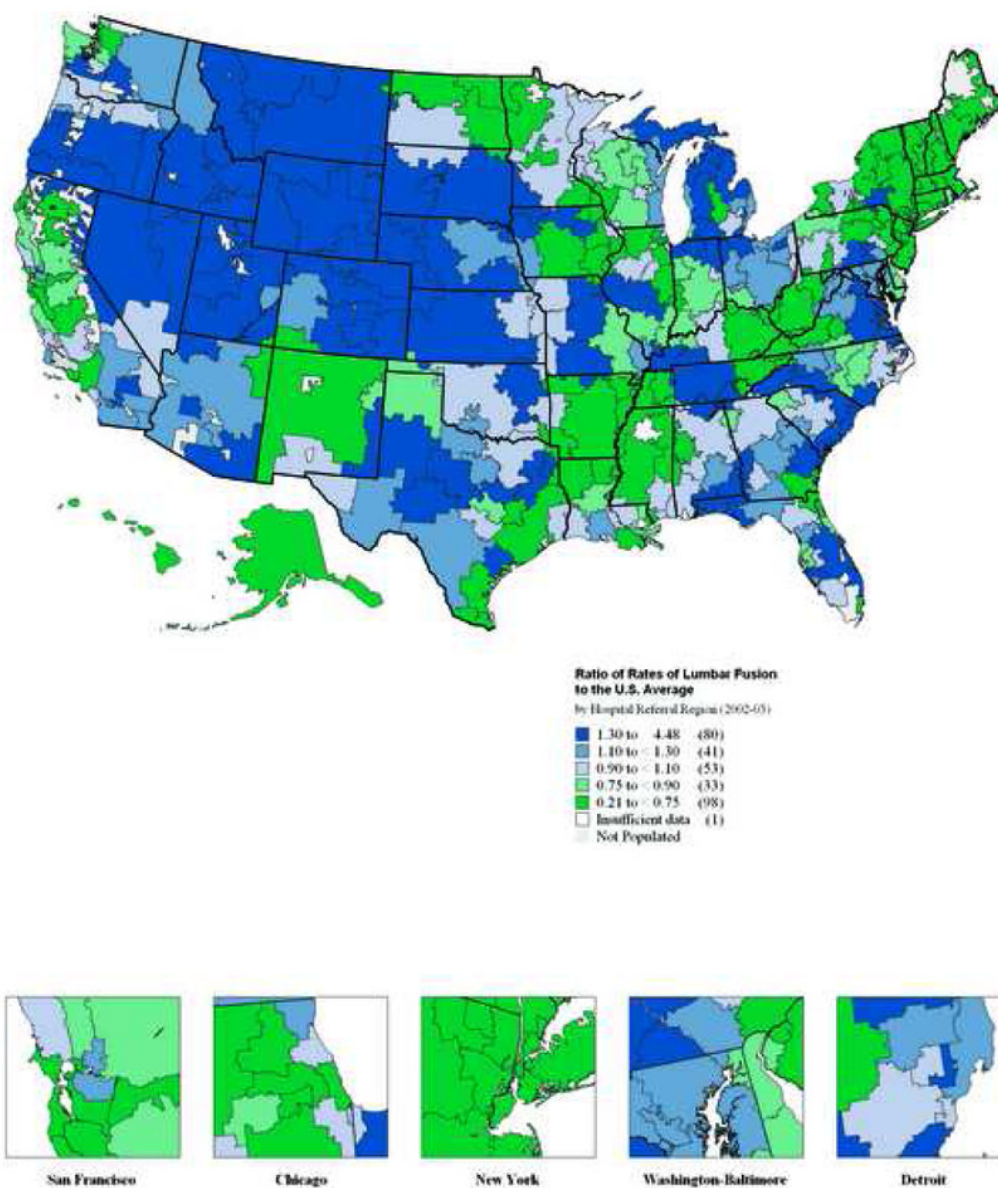 Ratio of Rates of Lumbar Fusion
to the U.S. Average
by Hospital Referral Region (2002-03)
1.30 to 4.48 (80)
1.10 to < 1.30 (41)
0.90 to < 1.10 (53)
0.75 to < 0.90 (33)
0.21 to < 0.75 (98)
Insufficient data (1)
Not Populated
San Francisco
Chicago
New York
Washington-Baltimore
Detroit